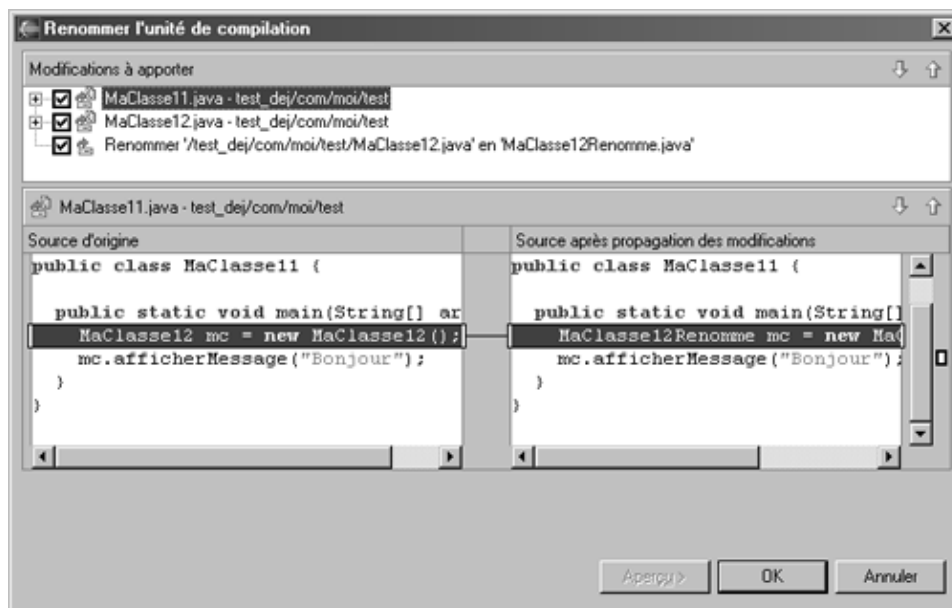 Renommer l'unité de compilation
Modifications à apporter
MaClasse11.java - test_dej/com/moi/test
MaClasse12.java - test_dej/com/moi/test
Renommer '/test_dej/com/moi/test/MaClasse12.java' en 'MaClasse12Renomme.java'
MaClasse11.java - test_dej/com/moi/test
Source d'origine
public class MaClasse11 {
public static void main(String[] ar
MaClasse12 mc = new MaClasse12();
mc.afficherMessage("Bonjour");
}
}
Source après propagation des modifications
public class MaClasse11 {
public static void main(String[]
MaClasse12Renomme mc = new Mac
mc.afficherMessage("Bonjour");
}
}
Aperçu >
OK
Annuler